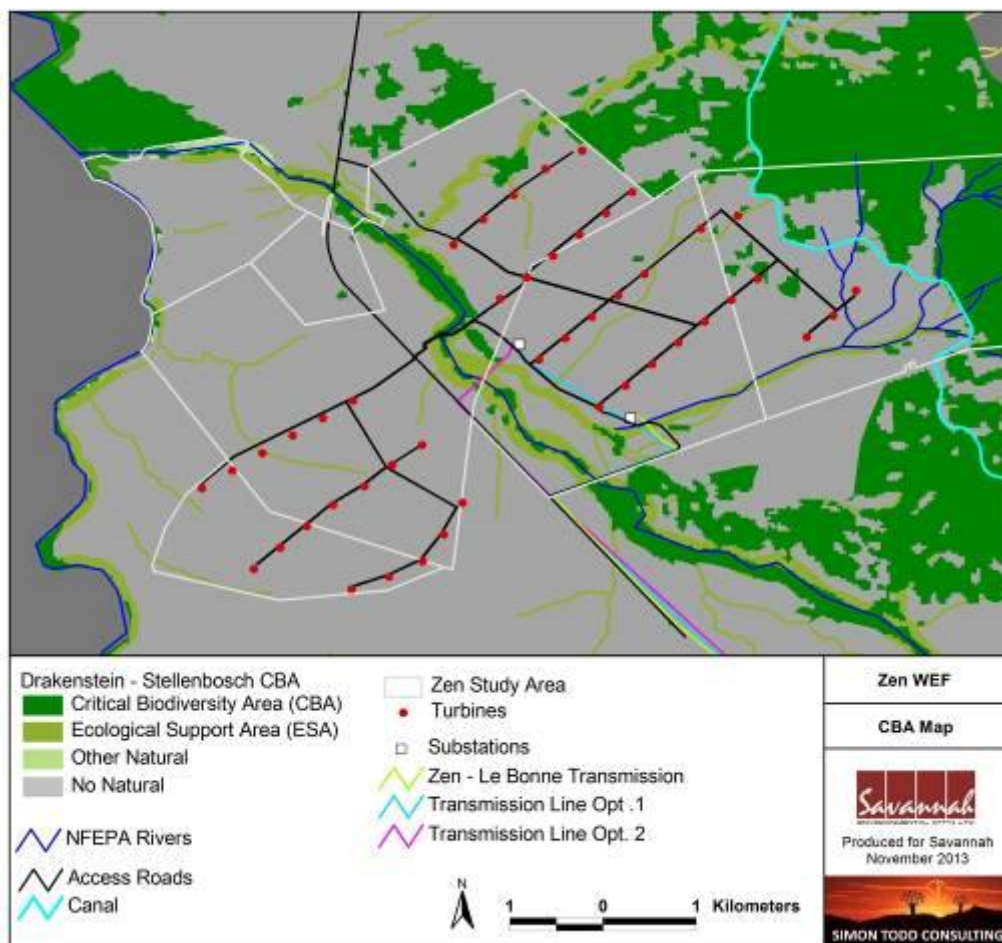 Drakenstein - Stellenbosch CBA
Critical Biodiversity Area (CBA)
Ecological Support Area (ESA)
Other Natural
No Natural
NFEPA Rivers
Access Roads
Canal
Zen Study Area
Turbines
Substations
Zen - Le Bonne Transmission
Transmission Line Opt .1
Transmission Line Opt. 2
N
1 0 1 Kilometers
Zen WEF
CBA Map
Savannah
Produced for Savannah
November 2013
SIMON TODD CONSULTING